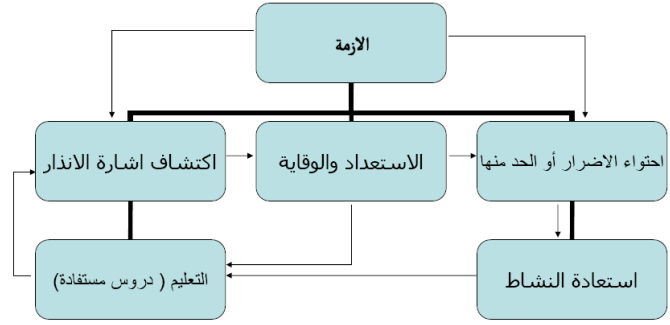 الازمة
احتواء الاضرار أو الحد منها
الاستعداد والوقاية
اكتشاف اشارة الانذار
استعادة النشاط
التعليم ( دروس مستفادة)